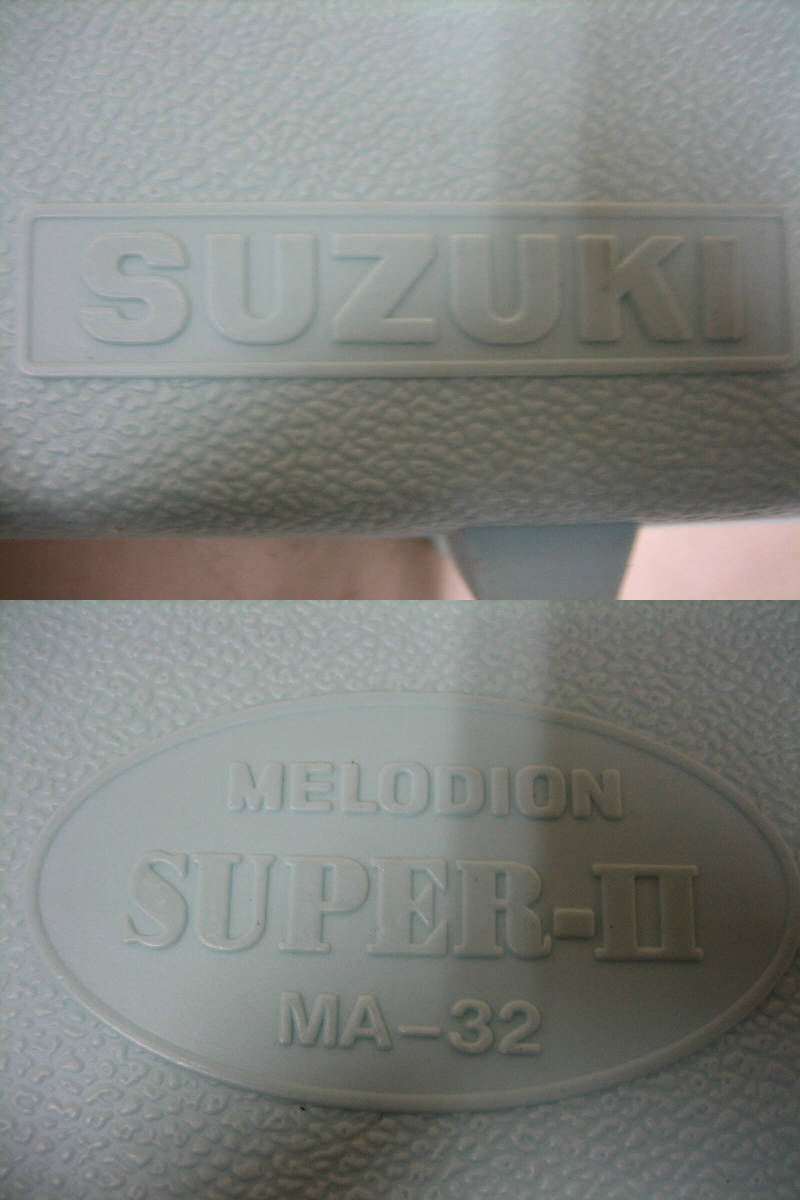 SUZUKI
MELODION
SUPER-II
MA-32